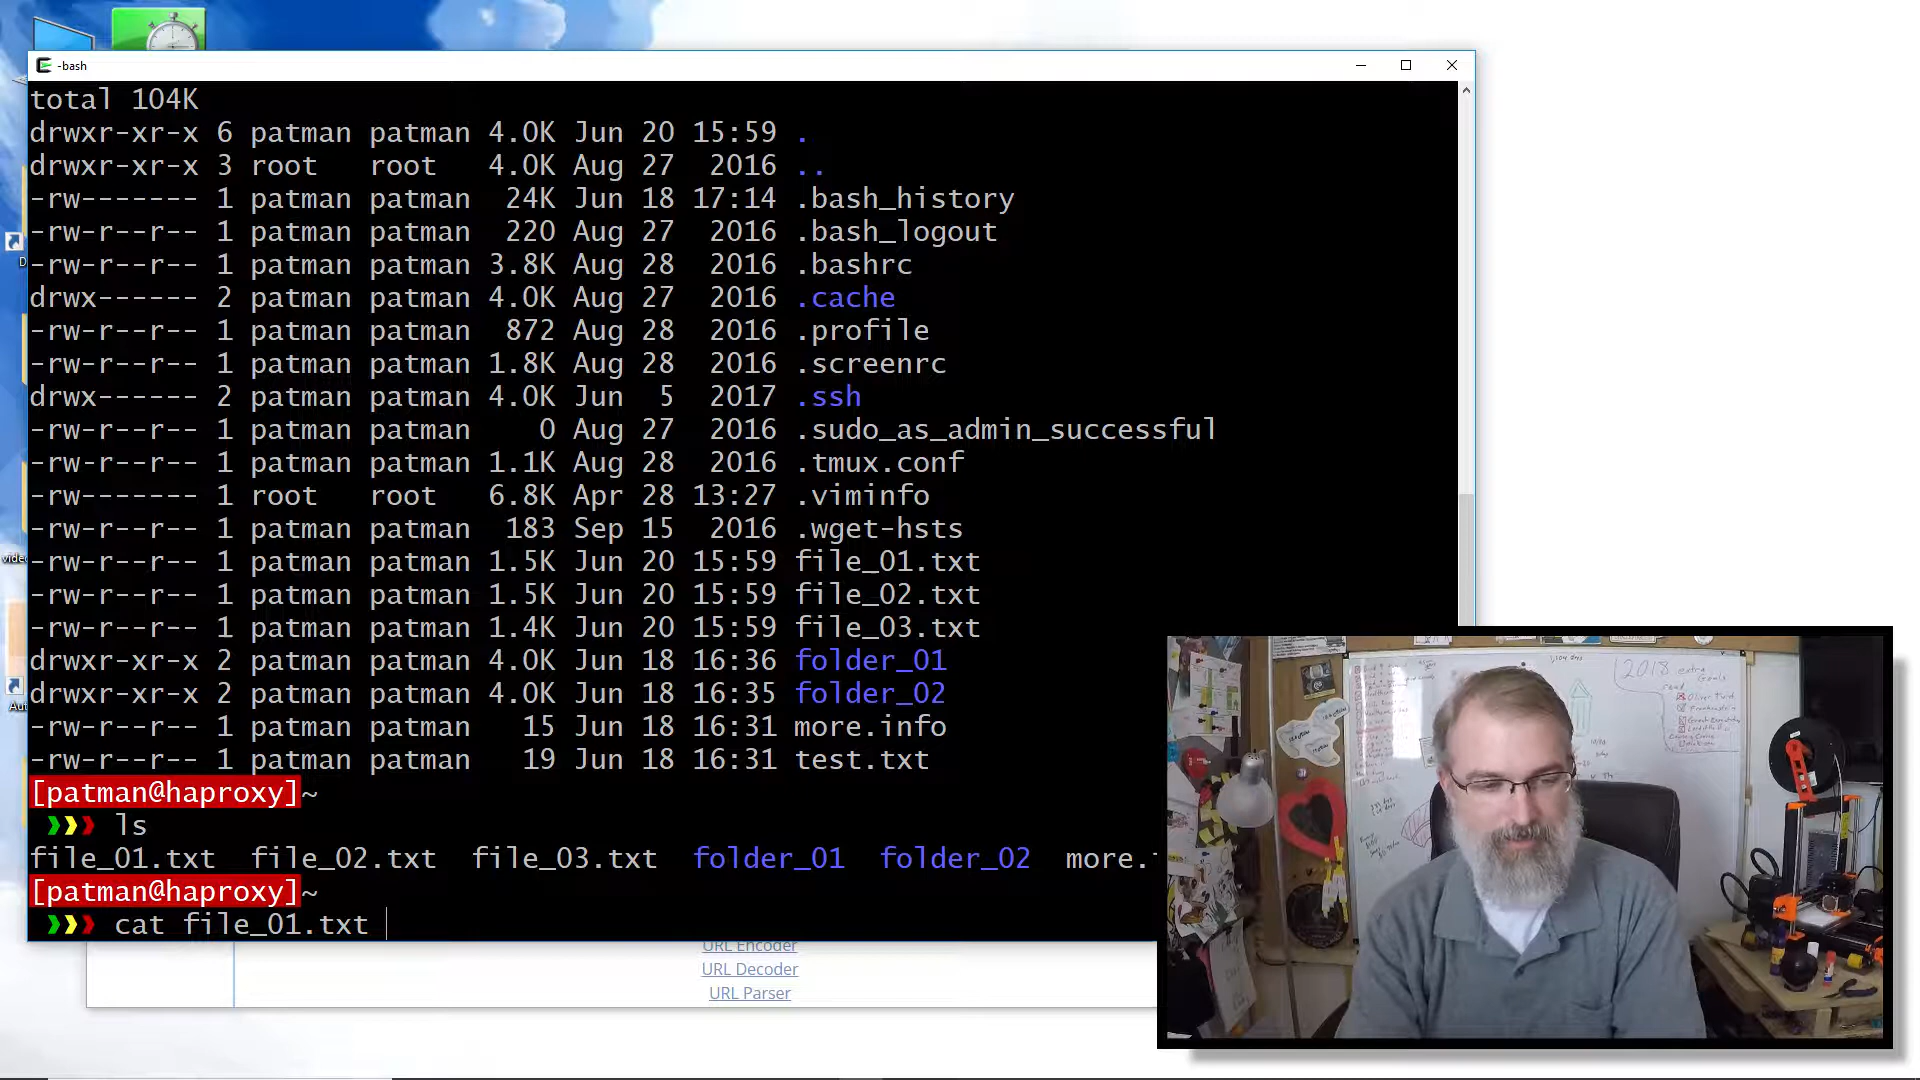 -bash
total 104K
drwxr-xr-x 6 patman patman 4.0K Jun 20 15:59 .
drwxr-xr-x 3 root   root   4.0K Aug 27  2016 ..
-rw------- 1 patman patman  24K Jun 18 17:14 .bash_history
-rw-r--r-- 1 patman patman  220 Aug 27  2016 .bash_logout
-rw-r--r-- 1 patman patman 3.8K Aug 28  2016 .bashrc
drwx------ 2 patman patman 4.0K Aug 27  2016 .cache
-rw-r--r-- 1 patman patman  872 Aug 28  2016 .profile
-rw-r--r-- 1 patman patman 1.8K Aug 28  2016 .screenrc
drwx------ 2 patman patman 4.0K Jun  5  2017 .ssh
-rw-r--r-- 1 patman patman    0 Aug 27  2016 .sudo_as_admin_successful
-rw-r--r-- 1 patman patman 1.1K Aug 28  2016 .tmux.conf
-rw------- 1 root   root   6.8K Apr 28 13:27 .viminfo
-rw-r--r-- 1 patman patman  183 Sep 15  2016 .wget-hsts
-rw-r--r-- 1 patman patman 1.5K Jun 20 15:59 file_01.txt
-rw-r--r-- 1 patman patman 1.5K Jun 20 15:59 file_02.txt
-rw-r--r-- 1 patman patman 1.4K Jun 20 15:59 file_03.txt
drwxr-xr-x 2 patman patman 4.0K Jun 18 16:36 folder_01
drwxr-xr-x 2 patman patman 4.0K Jun 18 16:35 folder_02
-rw-r--r-- 1 patman patman   15 Jun 18 16:31 more.info
-rw-r--r-- 1 patman patman   19 Jun 18 16:31 test.txt
[patman@haproxy]~
❯❯❯ ls
file_01.txt  file_02.txt  file_03.txt  folder_01  folder_02  more.
[patman@haproxy]~
❯❯❯ cat file_01.txt
URL Encoder
URL Decoder
URL Parser
2018 extra
Goals